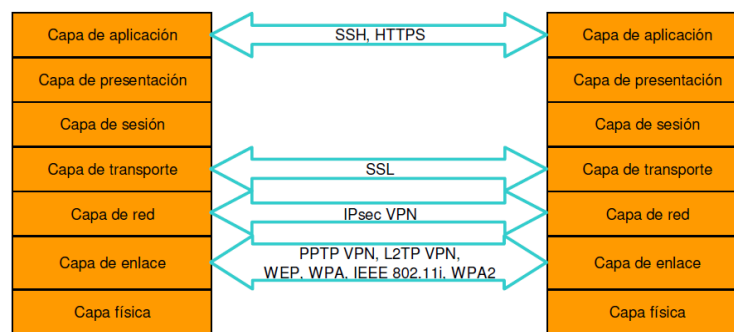 Capa de aplicación
SSH, HTTPS
Capa de aplicación
Capa de presentación
Capa de presentación
Capa de sesión
Capa de sesión
Capa de transporte
SSL
Capa de transporte
Capa de red
IPsec VPN
Capa de red
Capa de enlace
PPTP VPN, L2TP VPN,
WEP, WPA, IEEE 802.11i, WPA2
Capa de enlace
Capa física
Capa física